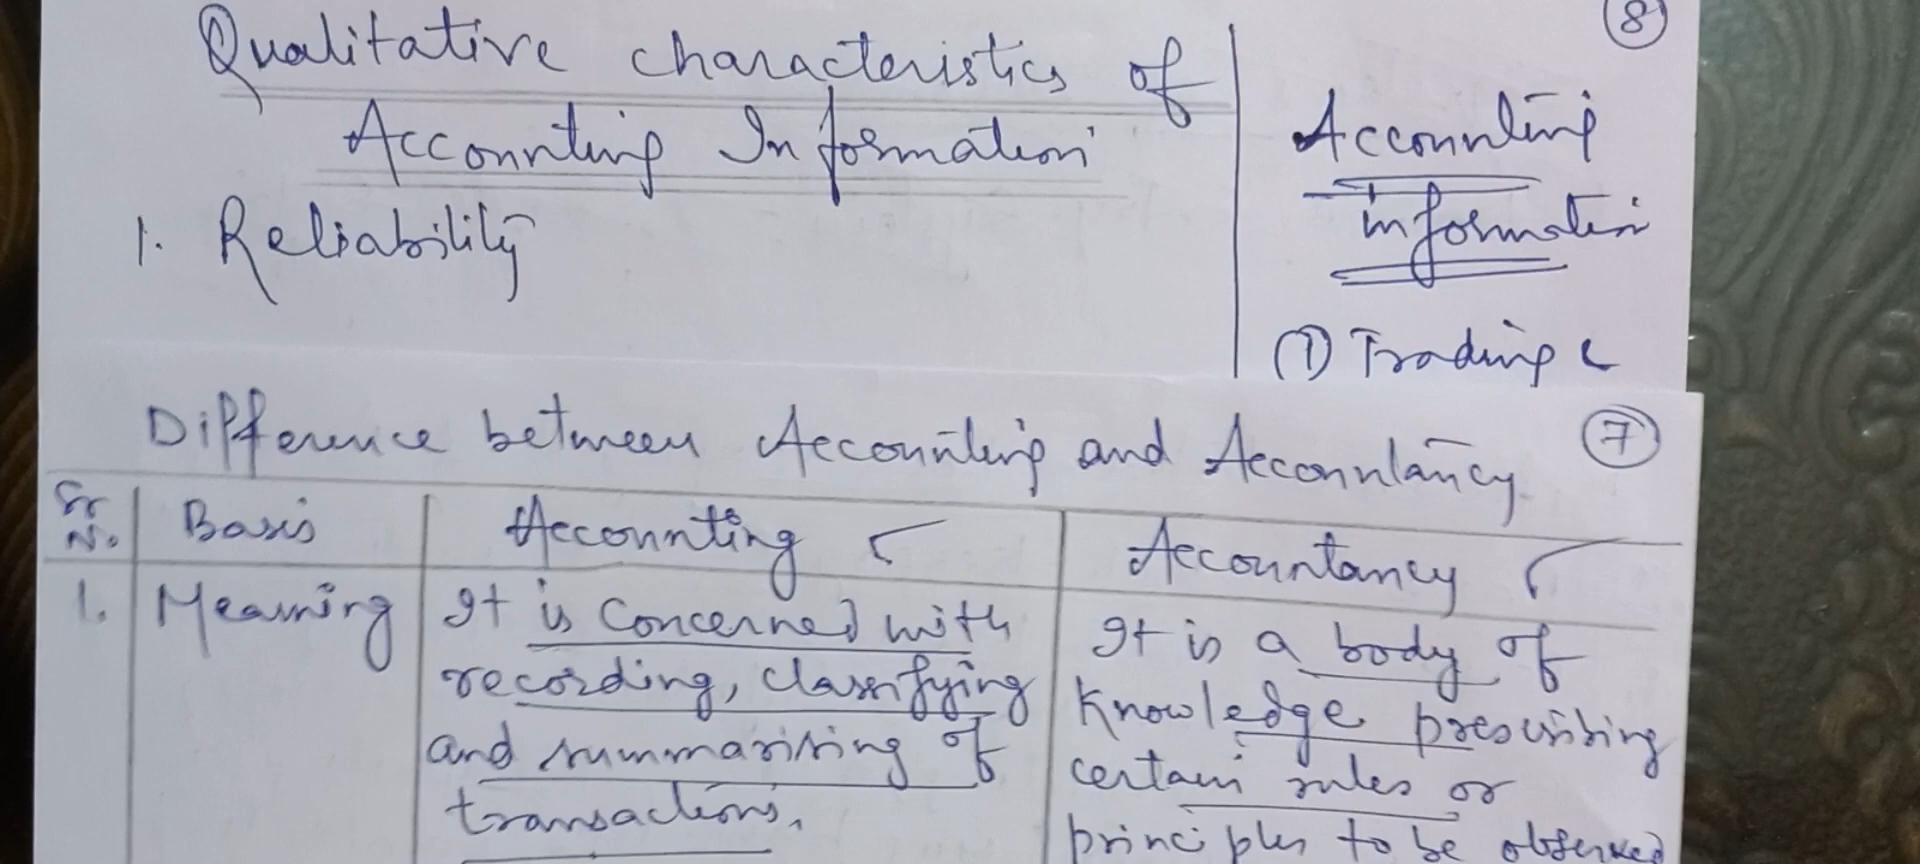 8
Qualitative characteristics of
Accounting Information
1. Reliability
Accounting
information
① Trading &
Difference between Accounting and Accountancy
7
Sr No. Basis Accounting Accountancy
1. Meaning
It is concerned with
recording, classifying
and summarising of
transactions.
It is a body of
knowledge prescribing
certain rules or
principles to be observed